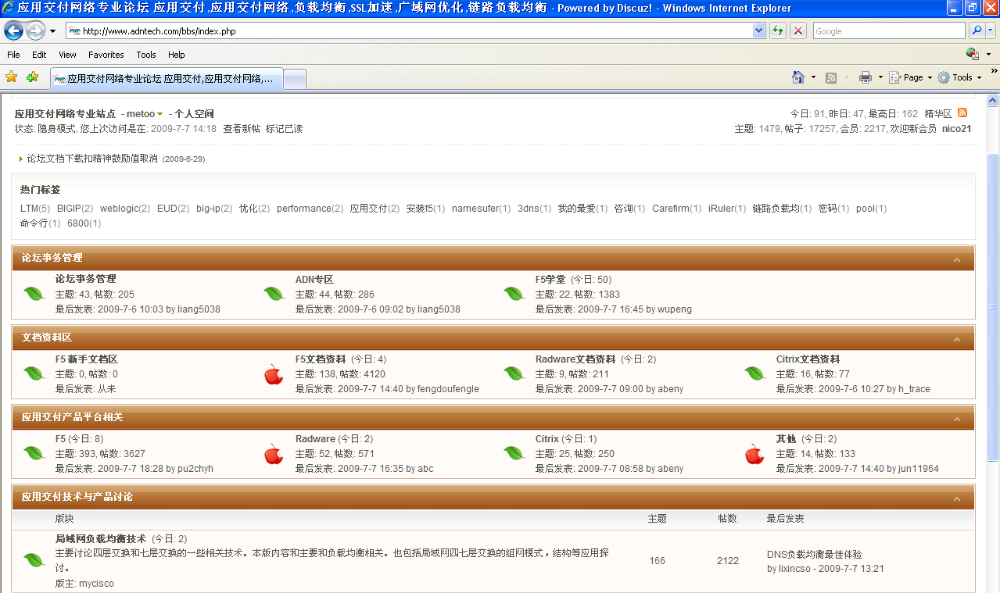 应用交付网络专业论坛 应用交付,应用交付网络,负载均衡,SSL加速,广域网优化,链路负载均衡 - Powered by Discuz! - Windows Internet Explorer
http://www.adntech.com/bbs/index.php
Google
File Edit View Favorites Tools Help
应用交付网络专业论坛 应用交付,应用交付网络,...
Page Tools
应用交付网络专业站点 - metoo - 个人空间
今日: 91, 昨日: 47, 最高日: 162 精华区
状态: 隐身模式, 您上次访问是在: 2009-7-7 14:18 查看新帖 标记已读
主题: 1479, 帖子: 17257, 会员: 2217, 欢迎新会员 nico21
论坛文档下载扣精神鼓励值取消 (2009-6-29)
热门标签
LTM(5) BIGIP(2) weblogic(2) EUD(2) big-ip(2) 优化(2) performance(2) 应用交付(2) 安装f5(1) namesufer(1) 3dns(1) 我的最爱(1) 咨询(1) Carefirm(1) iRuler(1) 链路负载均(1) 密码(1) pool(1)
命令行(1) 6800(1)
论坛事务管理
论坛事务管理 ADN专区 F5学堂 (今日: 50)
主题: 43, 帖数: 205 主题: 44, 帖数: 286 主题: 22, 帖数: 1383
最后发表: 2009-7-6 10:03 by liang5038 最后发表: 2009-7-6 09:02 by liang5038 最后发表: 2009-7-7 16:45 by wupeng
文档资料区
F5 新手文档区 F5文档资料 (今日: 4) Radware文档资料 (今日: 2) Citrix文档资料
主题: 0, 帖数: 0 主题: 138, 帖数: 4120 主题: 9, 帖数: 211 主题: 16, 帖数: 77
最后发表: 从未 最后发表: 2009-7-7 14:40 by fengdoufengle 最后发表: 2009-7-7 09:00 by abeny 最后发表: 2009-7-6 10:27 by h_trace
应用交付产品平台相关
F5 (今日: 8) Radware (今日: 2) Citrix (今日: 1) 其他 (今日: 2)
主题: 393, 帖数: 3627 主题: 52, 帖数: 571 主题: 25, 帖数: 250 主题: 14, 帖数: 133
最后发表: 2009-7-7 18:28 by pu2chyh 最后发表: 2009-7-7 16:35 by abc 最后发表: 2009-7-7 08:58 by abeny 最后发表: 2009-7-7 14:40 by jun11964
应用交付技术与产品讨论
版块 主题 帖数 最后发表
局域网负载均衡技术 (今日: 2)
主要讨论四层交换和七层交换的一些相关技术。本版内容和主要和负载均衡相关。也包括局域网四七层交换的组网模式，结构等应用探
讨。
版主: mycisco
166 2122
DNS负载均衡最佳体验
by lixincso - 2009-7-7 13:21